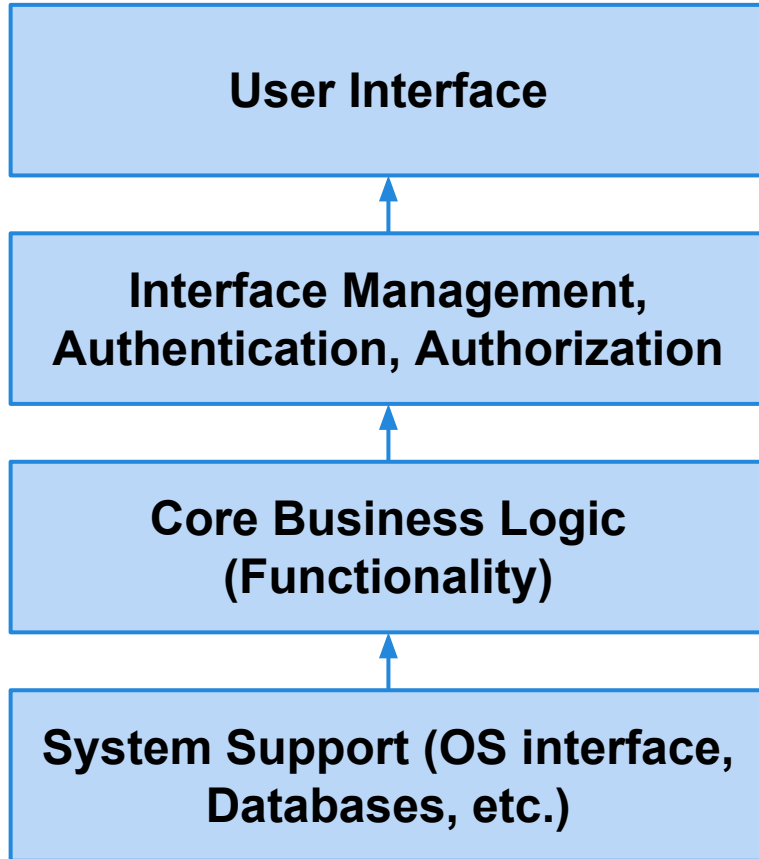 User Interface
Interface Management,
Authentication, Authorization
Core Business Logic
(Functionality)
System Support (OS interface,
Databases, etc.)